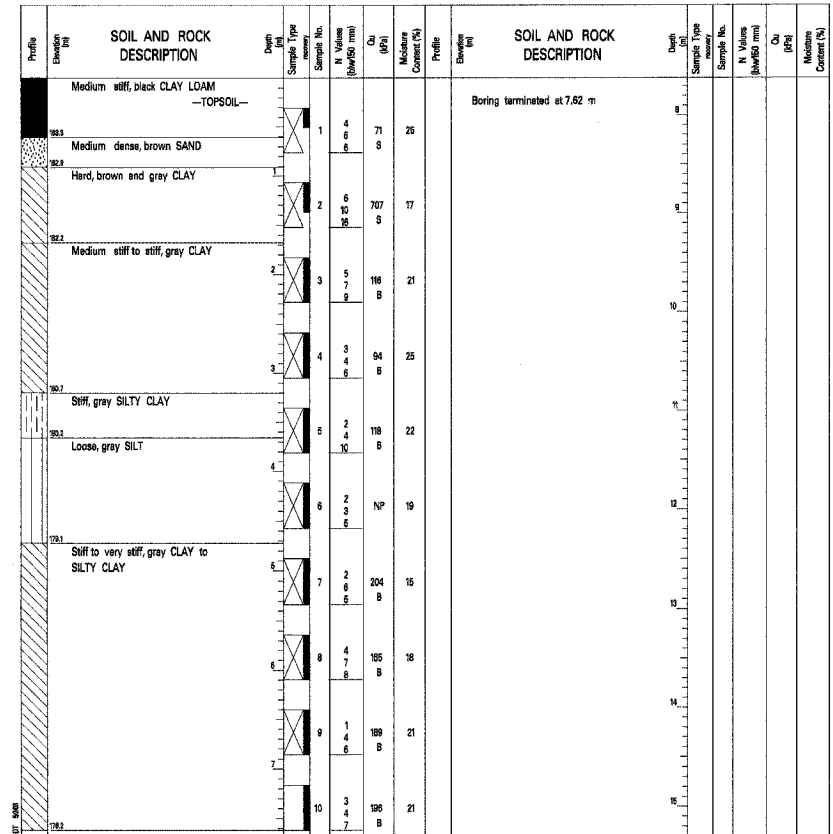 Profile
Elevation (m)
SOIL AND ROCK DESCRIPTION
Depth (m)
Sample Type
recovery
Sample No.
N Values (blw/150 mm)
Qu (kPa)
Moisture Content (%)
Medium stiff, black CLAY LOAM
—TOPSOIL—
1 4 6 6 71 S 25
183.5
Medium dense, brown SAND
182.9
1
Hard, brown and gray CLAY
2 6 10 16 707 S 17
182.2
Medium stiff to stiff, gray CLAY
2
3 5 7 9 116 B 21
4 3 4 6 94 B 25
3
180.7
Stiff, gray SILTY CLAY
5 2 4 10 118 B 22
Loose, gray SILT
4
6 2 3 5 NP 19
179.1
Stiff to very stiff, gray CLAY to
SILTY CLAY
5
7 2 6 5 204 B 15
8 4 7 8 B 18
6
9 1 4 6 B 21
7
10 3 4 7 B 21
176.2
Profile
Elevation (m)
SOIL AND ROCK DESCRIPTION
Depth (m)
Sample Type
recovery
Sample No.
N Values (blw/150 mm)
Qu (kPa)
Moisture Content (%)
Boring terminated at 7.62 m
8
9
10
11
12
13
14
15